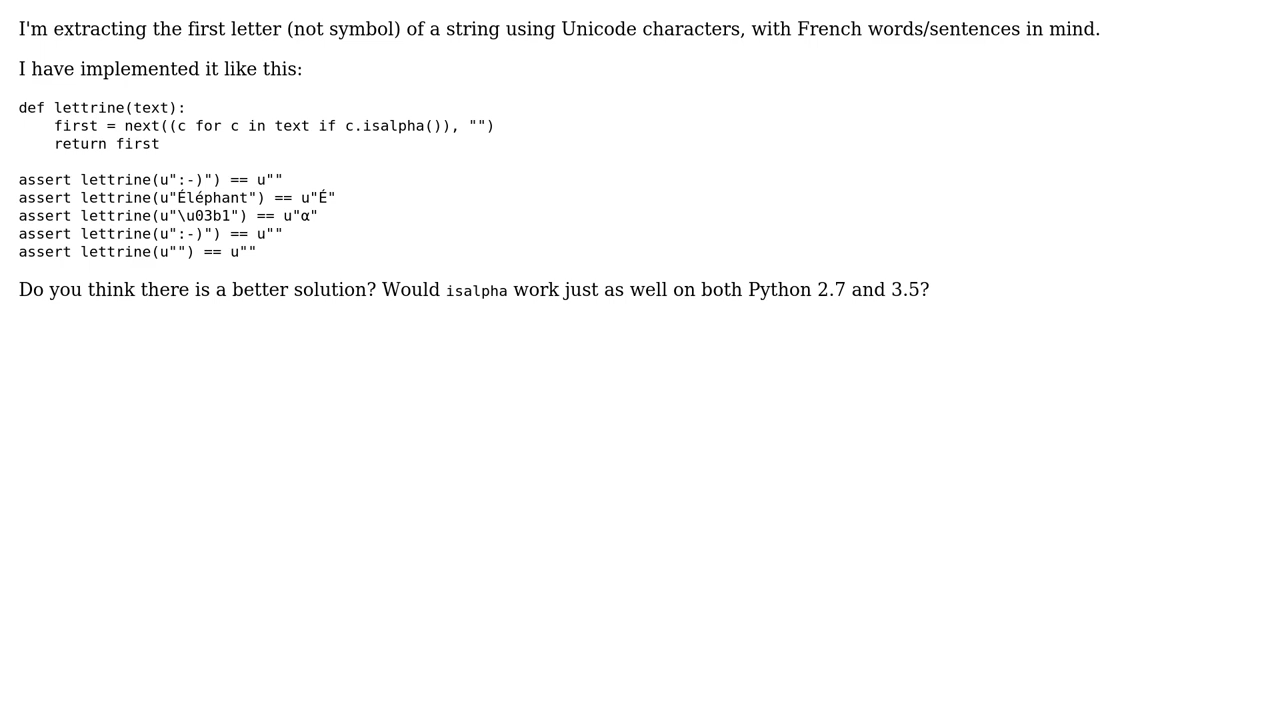 I'm extracting the first letter (not symbol) of a string using Unicode characters, with French words/sentences in mind.
I have implemented it like this:
def lettrine(text):
    first = next((c for c in text if c.isalpha()), "")
    return first
assert lettrine(u":-)") == u""
assert lettrine(u"Éléphant") == u"É"
assert lettrine(u"\u03b1") == u"α"
assert lettrine(u":-)") == u""
assert lettrine(u"") == u""
Do you think there is a better solution? Would isalpha work just as well on both Python 2.7 and 3.5?